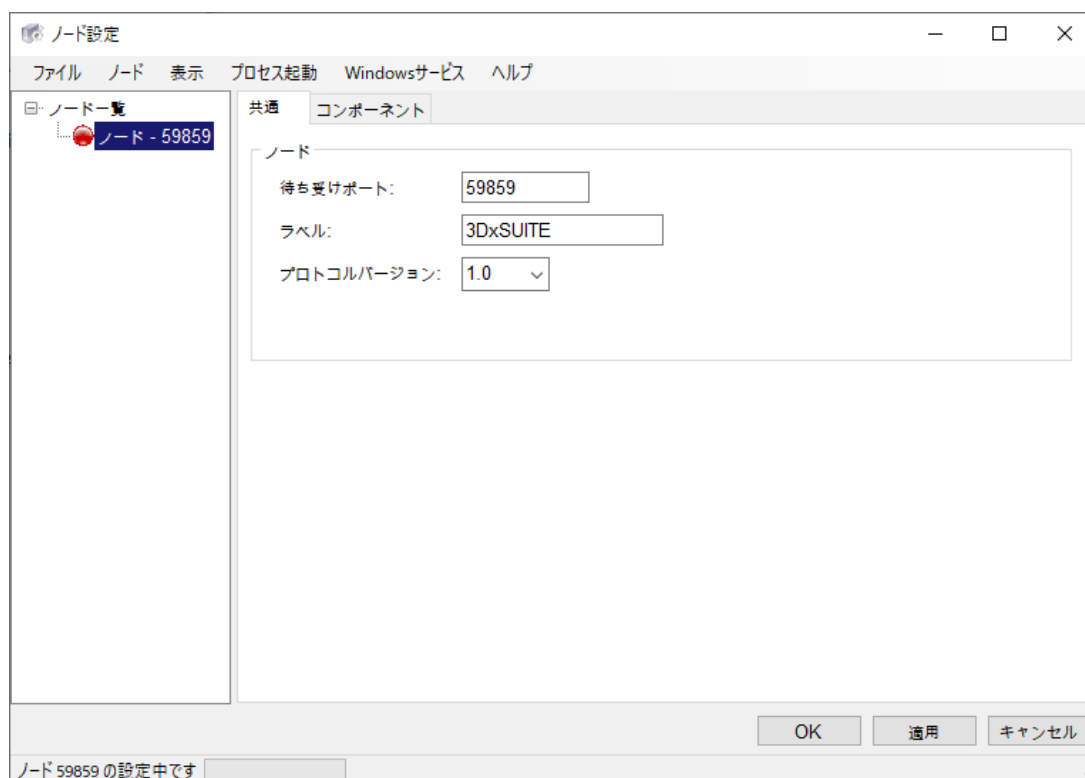 ノード設定
ファイル ノード 表示 プロセス起動 Windowsサービス ヘルプ
ノード一覧
ノード - 59859
共通 コンポーネント
ノード
待ち受けポート: 59859
ラベル: 3DxSUITE
プロトコルバージョン: 1.0
OK 適用 キャンセル
ノード 59859 の設定中です